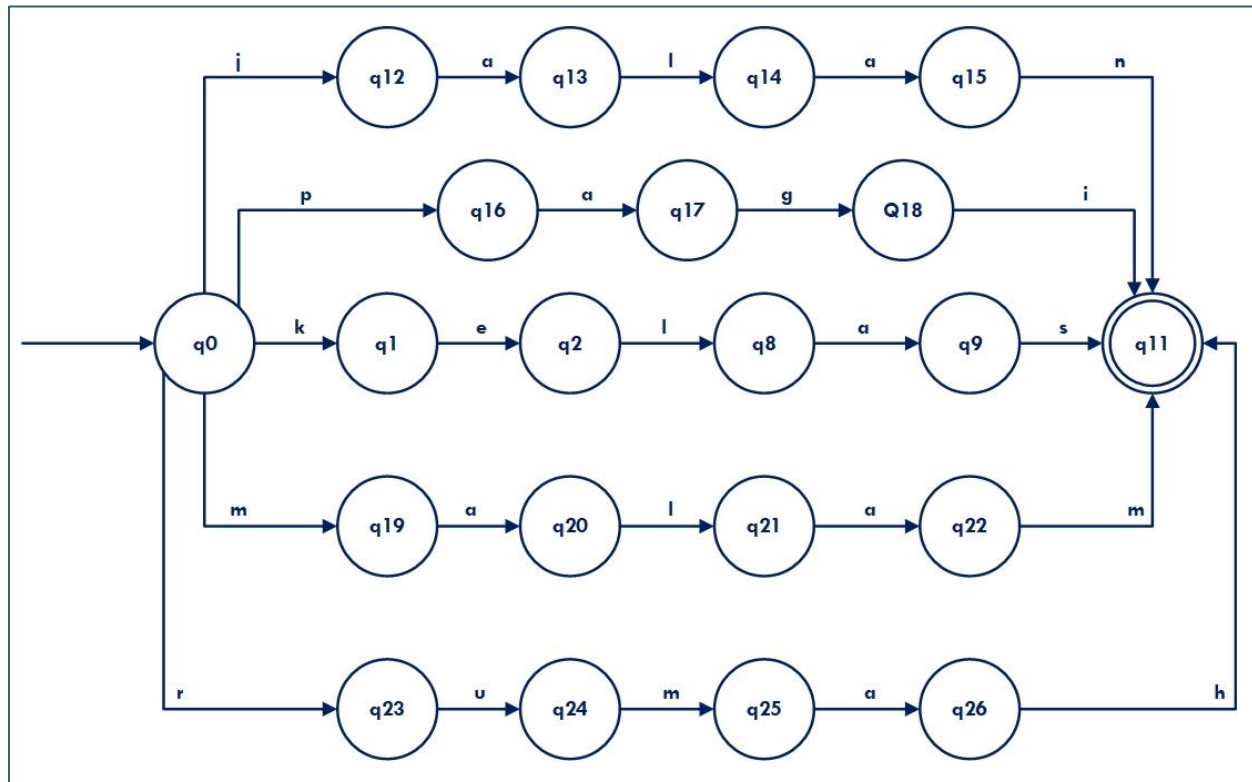 j q12 a q13 l q14 a q15 n
p q16 a q17 g Q18 i
q0 k q1 e q2 l q8 a q9 s q11
m q19 a q20 l q21 a q22 m
r q23 u q24 m q25 a q26 h